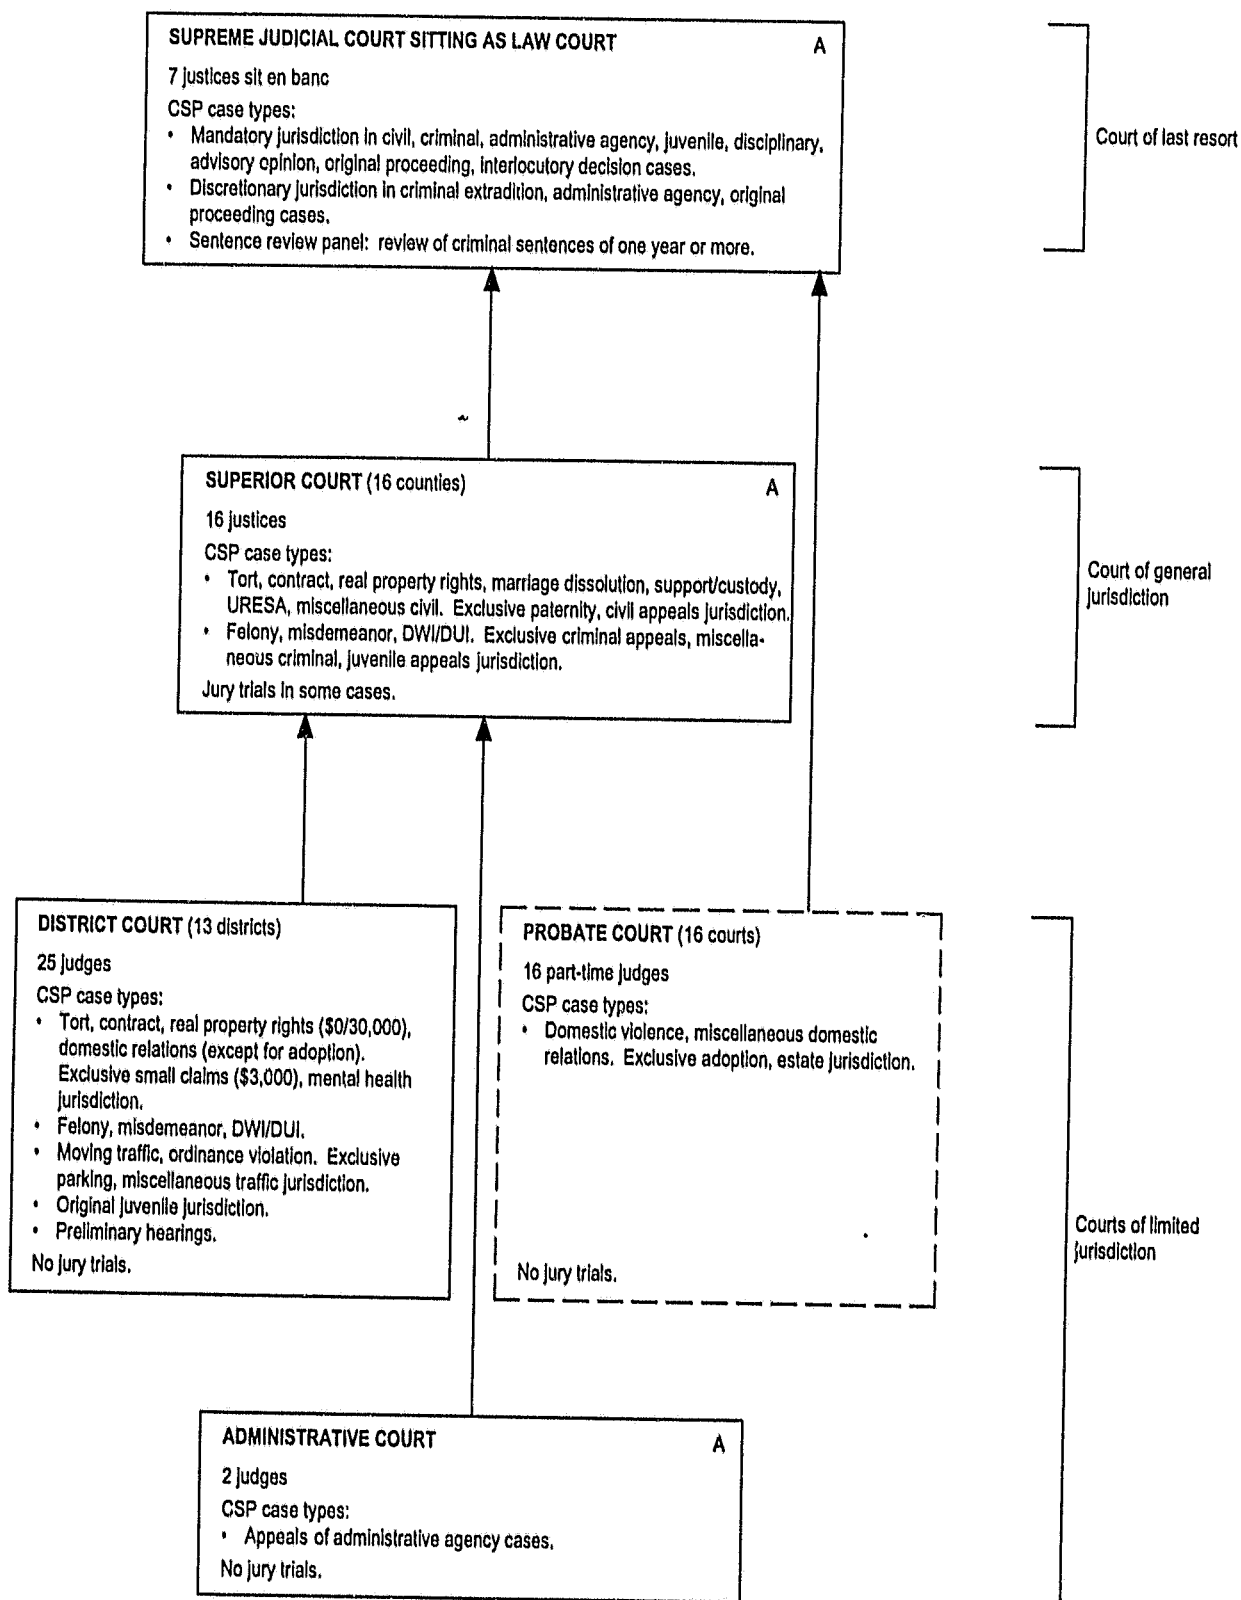 SUPREME JUDICIAL COURT SITTING AS LAW COURT A
7 justices sit en banc
CSP case types:
• Mandatory jurisdiction in civil, criminal, administrative agency, juvenile, disciplinary,
advisory opinion, original proceeding, interlocutory decision cases.
• Discretionary jurisdiction in criminal extradition, administrative agency, original
proceeding cases.
• Sentence review panel: review of criminal sentences of one year or more.
Court of last resort
SUPERIOR COURT (16 counties) A
16 justices
CSP case types:
• Tort, contract, real property rights, marriage dissolution, support/custody,
URESA, miscellaneous civil. Exclusive paternity, civil appeals jurisdiction.
• Felony, misdemeanor, DWI/DUI. Exclusive criminal appeals, miscella-
neous criminal, juvenile appeals jurisdiction.
Jury trials in some cases.
Court of general
jurisdiction
DISTRICT COURT (13 districts)
25 judges
CSP case types:
• Tort, contract, real property rights ($0/30,000),
domestic relations (except for adoption).
Exclusive small claims ($3,000), mental health
jurisdiction.
• Felony, misdemeanor, DWI/DUI.
• Moving traffic, ordinance violation. Exclusive
parking, miscellaneous traffic jurisdiction.
• Original juvenile jurisdiction.
• Preliminary hearings.
No jury trials.
PROBATE COURT (16 courts)
16 part-time judges
CSP case types:
• Domestic violence, miscellaneous domestic
relations. Exclusive adoption, estate jurisdiction.
No jury trials.
Courts of limited
jurisdiction
ADMINISTRATIVE COURT A
2 judges
CSP case types:
• Appeals of administrative agency cases.
No jury trials.